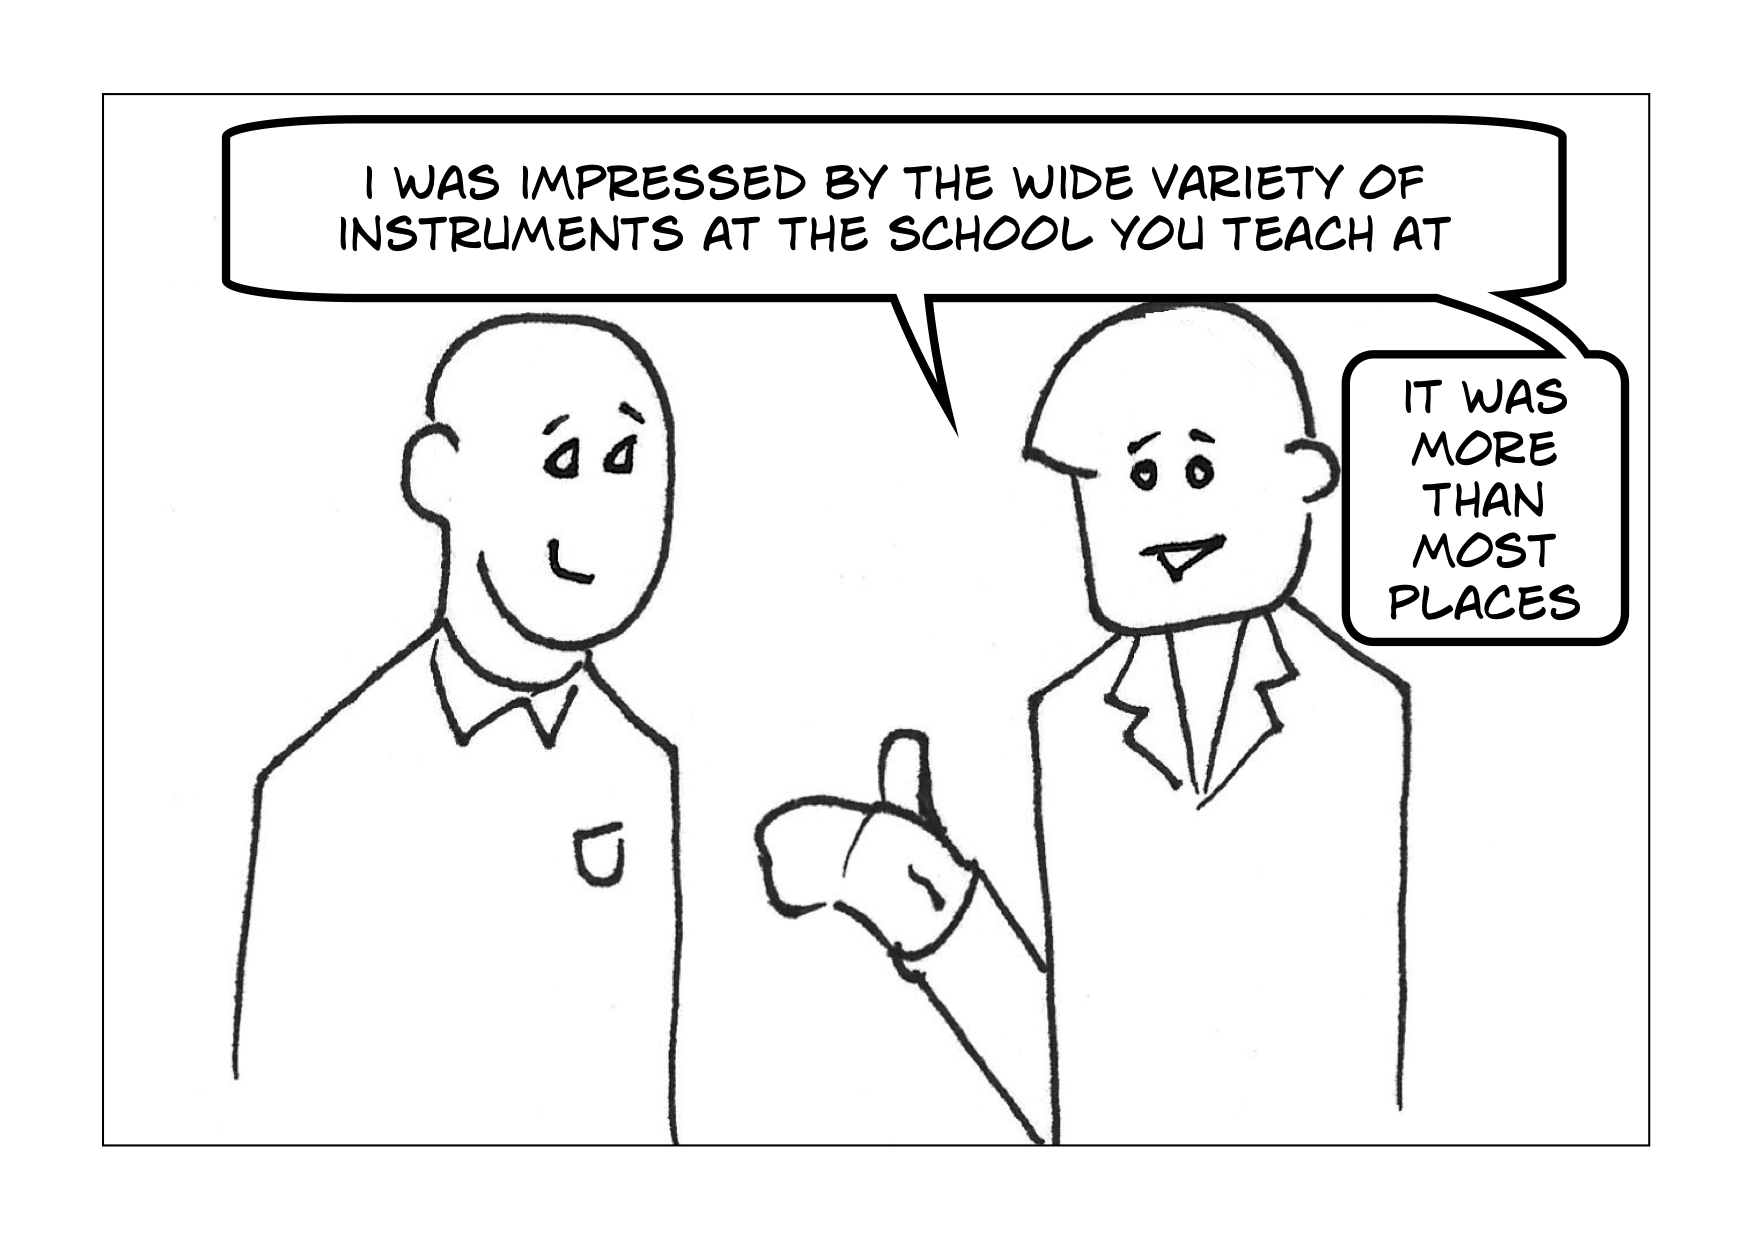 I WAS IMPRESSED BY THE WIDE VARIETY OF
INSTRUMENTS AT THE SCHOOL YOU TEACH AT
IT WAS
MORE
THAN
MOST
PLACES